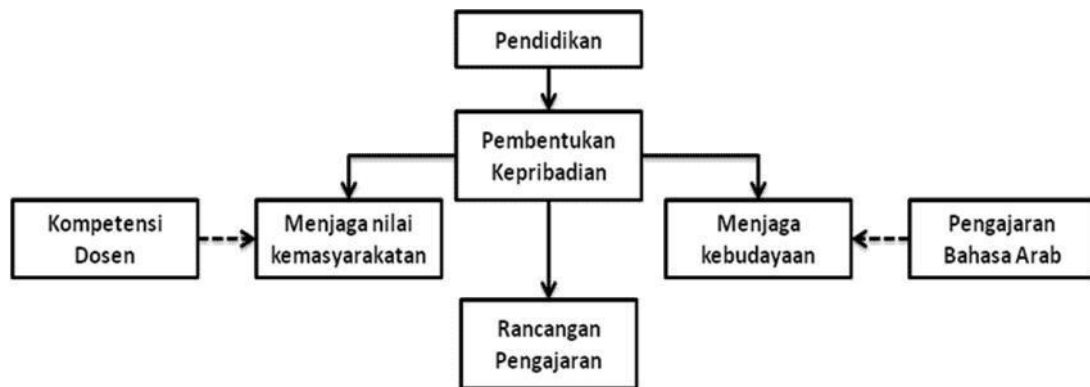 Pendidikan
Pembentukan
Kepribadian
Kompetensi
Dosen
Menjaga nilai
kemasyarakatan
Menjaga
kebudayaan
Pengajaran
Bahasa Arab
Rancangan
Pengajaran